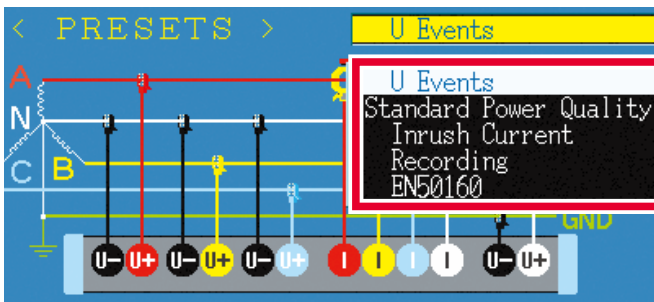 < PRESETS >
U Events
U Events
Standard Power Quality
Inrush Current
Recording
EN50160
A
N
C
B
GND
U- U+ U- U+ U- U+ I I I I U- U+